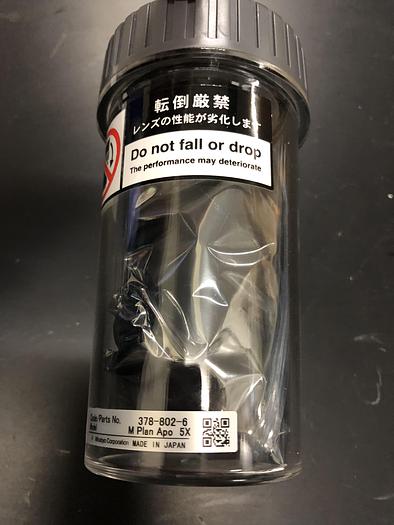 転倒厳禁
レンズの性能が劣化しま
Do not fall or drop
The performance may deteriorate
Code/Parts No. 378-802-6
Model M Plan Apo 5X
Mitutoyo Corporation MADE IN JAPAN